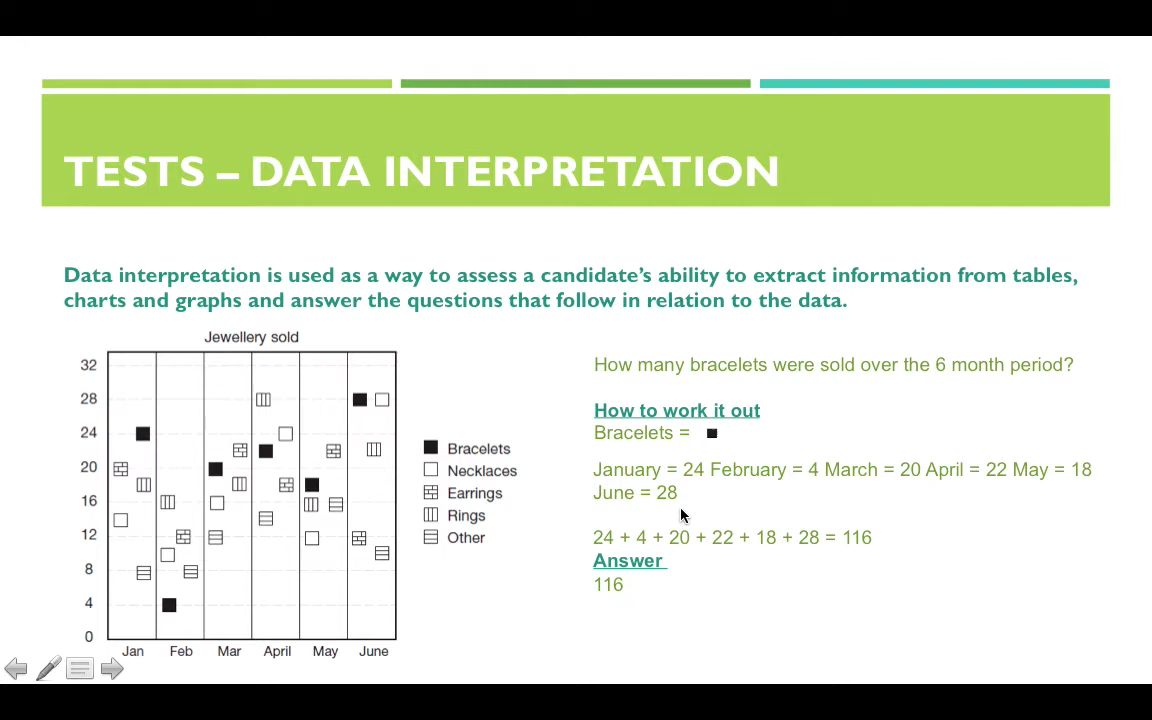 TESTS – DATA INTERPRETATION
Data interpretation is used as a way to assess a candidate’s ability to extract information from tables,
charts and graphs and answer the questions that follow in relation to the data.
Jewellery sold
32
28
24
20
16
12
8
4
0
Jan Feb Mar April May June
Bracelets
Necklaces
Earrings
Rings
Other
How many bracelets were sold over the 6 month period?
How to work it out
Bracelets =
January = 24 February = 4 March = 20 April = 22 May = 18
June = 28
24 + 4 + 20 + 22 + 18 + 28 = 116
Answer
116